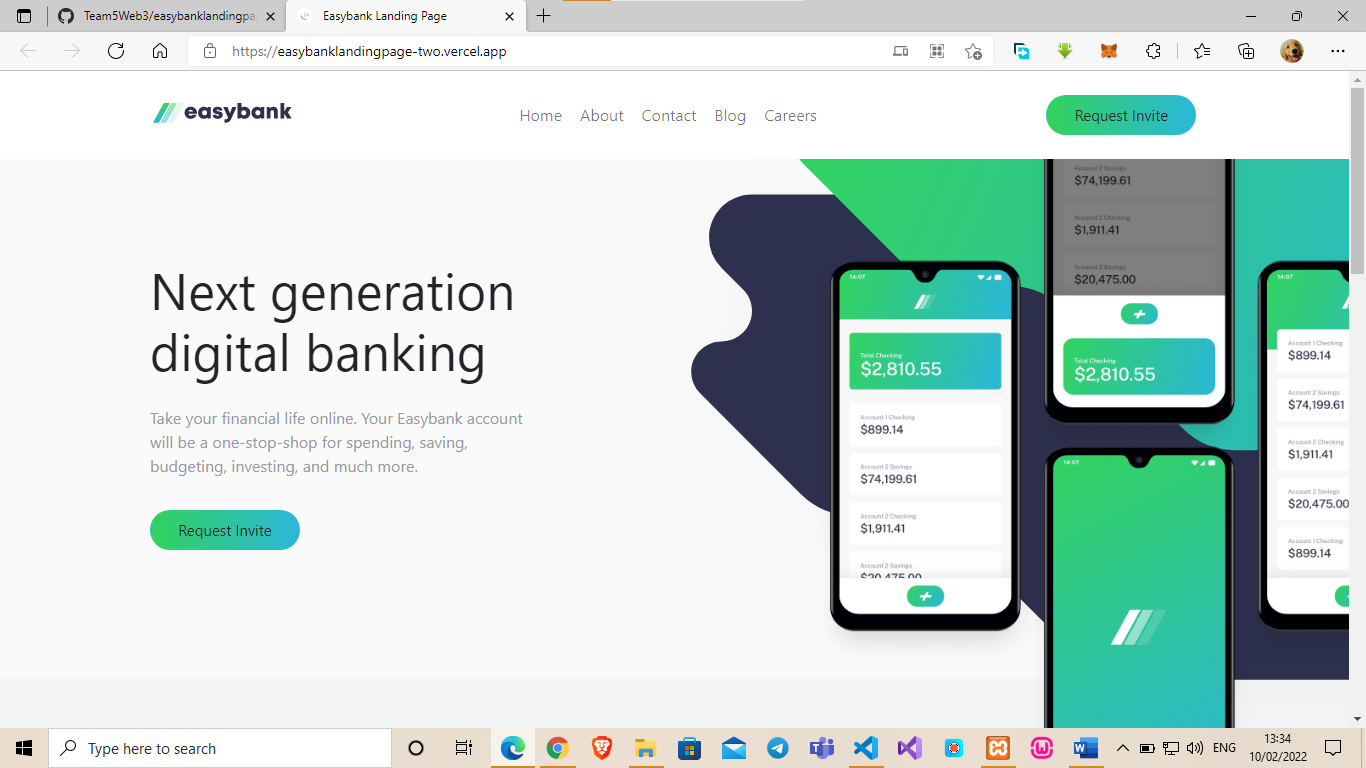 Team5Web3/easybanklandingpa
Easybank Landing Page
https://easybanklandingpage-two.vercel.app
easybank
Home About Contact Blog Careers
Request Invite
Next generation
digital banking
Take your financial life online. Your Easybank account
will be a one-stop-shop for spending, saving,
budgeting, investing, and much more.
Request Invite
14:07
Total Checking
$2,810.55
Account 1 Checking
$899.14
Account 2 Savings
$74,199.61
Account 2 Checking
$1,911.41
Account 2 Savings
$20,475.00
Account 2 Savings
$74,199.61
Account 2 Checking
$1,911.41
Account 2 Savings
$20,475.00
Total Checking
$2,810.55
14:07
14:07
Account 1 Checking
$899.14
Account 2 Savings
$74,199.61
Account 2 Checking
$1,911.41
Account 2 Savings
$20,475.00
Account 1 Checking
$899.14
Type here to search
ENG
13:34
10/02/2022